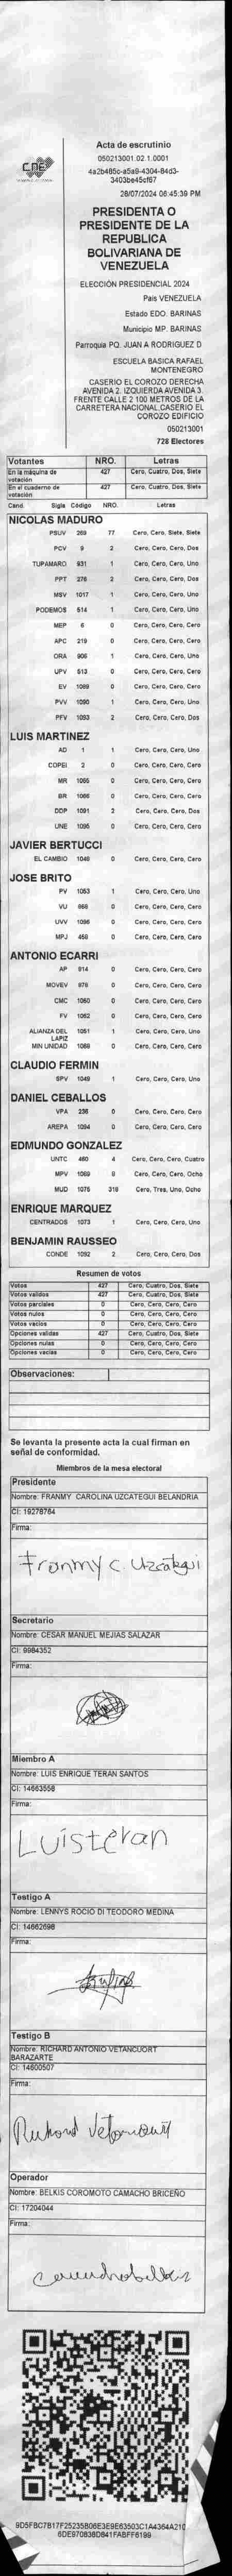 CNE
Acta de escrutinio
050213001.02.1.0001
4a2b485c-a5a9-4304-84d3-
3403be45cf67
28/07/2024 06:45:39 PM
PRESIDENTA O
PRESIDENTE DE LA
REPUBLICA
BOLIVARIANA DE
VENEZUELA
ELECCIÓN PRESIDENCIAL 2024
País VENEZUELA
Estado EDO. BARINAS
Municipio MP. BARINAS
Parroquia PQ. JUAN A RODRIGUEZ D
ESCUELA BASICA RAFAEL
MONTENEGRO
CASERIO EL COROZO DERECHA
AVENIDA 2. IZQUIERDA AVENIDA 3.
FRENTE CALLE 2 100 METROS DE LA
CARRETERA NACIONAL CASERIO EL
COROZO EDIFICIO
050213001
728 Electores
Votantes NRO. Letras
En la máquina de votación 427 Cero, Cuatro, Dos, Siete
En el cuaderno de votación 427 Cero, Cuatro, Dos, Siete
Cand. Sigla Código NRO. Letras
NICOLAS MADURO
PSUV 269 77 Cero, Cero, Siete, Siete
PCV 9 2 Cero, Cero, Cero, Dos
TUPAMARO 931 1 Cero, Cero, Cero, Uno
PPT 276 2 Cero, Cero, Cero, Dos
MSV 1017 1 Cero, Cero, Cero, Uno
PODEMOS 514 1 Cero, Cero, Cero, Uno
MEP 6 0 Cero, Cero, Cero, Cero
APC 219 0 Cero, Cero, Cero, Cero
ORA 906 1 Cero, Cero, Cero, Uno
UPV 513 0 Cero, Cero, Cero, Cero
EV 1089 0 Cero, Cero, Cero, Cero
PVV 1090 1 Cero, Cero, Cero, Uno
PFV 1093 2 Cero, Cero, Cero, Dos
LUIS MARTINEZ
AD 1 1 Cero, Cero, Cero, Uno
COPEI 2 0 Cero, Cero, Cero, Cero
MR 1065 0 Cero, Cero, Cero, Cero
BR 1066 0 Cero, Cero, Cero, Cero
DDP 1091 2 Cero, Cero, Cero, Dos
UNE 1095 0 Cero, Cero, Cero, Cero
JAVIER BERTUCCI
EL CAMBIO 1046 0 Cero, Cero, Cero, Cero
JOSE BRITO
PV 1053 1 Cero, Cero, Cero, Uno
VU 868 0 Cero, Cero, Cero, Cero
UVV 1096 0 Cero, Cero, Cero, Cero
MPJ 458 0 Cero, Cero, Cero, Cero
ANTONIO ECARRI
AP 914 0 Cero, Cero, Cero, Cero
MOVEV 978 0 Cero, Cero, Cero, Cero
CMC 1050 0 Cero, Cero, Cero, Cero
FV 1052 0 Cero, Cero, Cero, Cero
ALIANZA DEL LAPIZ 1051 1 Cero, Cero, Cero, Uno
MIN UNIDAD 1068 0 Cero, Cero, Cero, Cero
CLAUDIO FERMIN
SPV 1049 1 Cero, Cero, Cero, Uno
DANIEL CEBALLOS
VPA 236 0 Cero, Cero, Cero, Cero
AREPA 1094 0 Cero, Cero, Cero, Cero
EDMUNDO GONZALEZ
UNTC 460 4 Cero, Cero, Cero, Cuatro
MPV 1069 8 Cero, Cero, Cero, Ocho
MUD 1075 318 Cero, Tres, Uno, Ocho
ENRIQUE MARQUEZ
CENTRADOS 1073 1 Cero, Cero, Cero, Uno
BENJAMIN RAUSSEO
CONDE 1092 2 Cero, Cero, Cero, Dos
Resumen de votos
Votos 427 Cero, Cuatro, Dos, Siete
Votos validos 427 Cero, Cuatro, Dos, Siete
Votos parciales 0 Cero, Cero, Cero, Cero
Votos nulos 0 Cero, Cero, Cero, Cero
Votos vacios 0 Cero, Cero, Cero, Cero
Opciones validas 427 Cero, Cuatro, Dos, Siete
Opciones nulas 0 Cero, Cero, Cero, Cero
Opciones vacias 0 Cero, Cero, Cero, Cero
Observaciones:
Se levanta la presente acta la cual firman en
señal de conformidad.
Miembros de la mesa electoral
Presidente
Nombre: FRANMY CAROLINA UZCATEGUI BELANDRIA
CI: 19278764
Firma:
Franmy C. Uzcategui
Secretario
Nombre: CESAR MANUEL MEJIAS SALAZAR
CI: 9984352
Firma:
Miembro A
Nombre: LUIS ENRIQUE TERAN SANTOS
CI: 14663556
Firma:
Luis teran
Testigo A
Nombre: LENNYS ROCIO DI TEODORO MEDINA
CI: 14662698
Firma:
Testigo B
Nombre: RICHARD ANTONIO VETANCUORT
BARAZARTE
CI: 14600507
Firma:
Operador
Nombre: BELKIS COROMOTO CAMACHO BRICEÑO
CI: 17204044
Firma:
9D5FBC7B17F25235B06E3E9E63503C1A4364A210
6DE970838D841FABFF6199